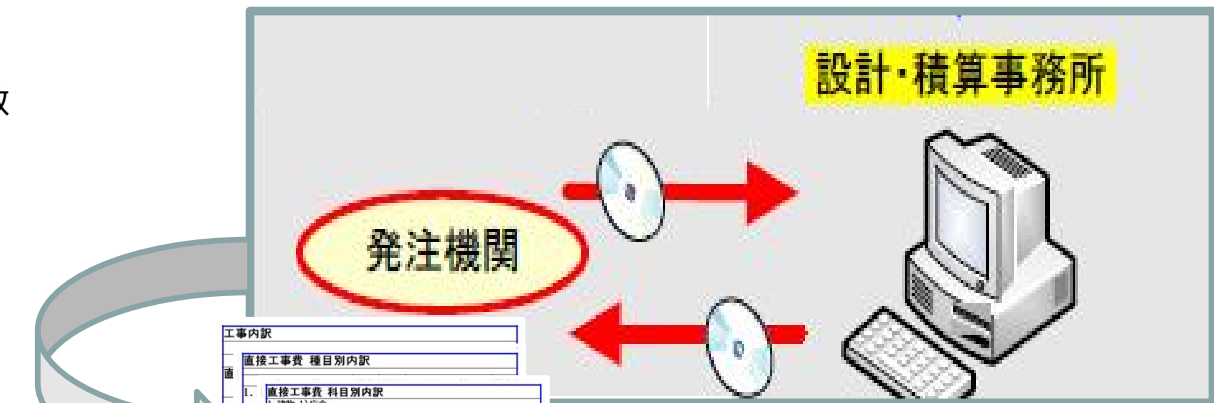 設計・積算事務所
数
発注機関
工事内訳
直接工事費 種目別内訳
直
1. 直接工事費 科目別内訳